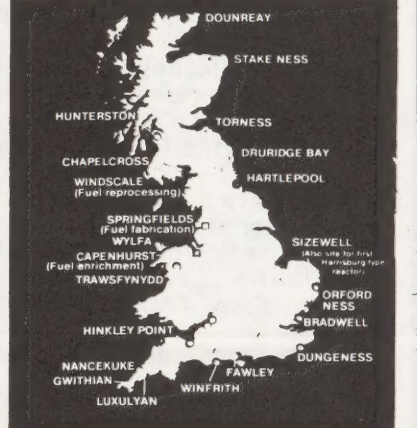 DOUNREAY
STAKE NESS
HUNTERSTON
TORNESS
CHAPELCROSS
DRURIDGE BAY
WINDSCALE
(Fuel reprocessing)
HARTLEPOOL
SPRINGFIELDS
(Fuel fabrication)
WYLFA
CAPENHURST
(Fuel enrichment)
TRAWSFYNYDD
SIZEWELL
(Also site for first
Harrisburg type
reactor)
ORFORD
NESS
BRADWELL
HINKLEY POINT
DUNGENESS
NANCEKUKE
GWITHIAN
LUXULYAN
WINFRITH
FAWLEY